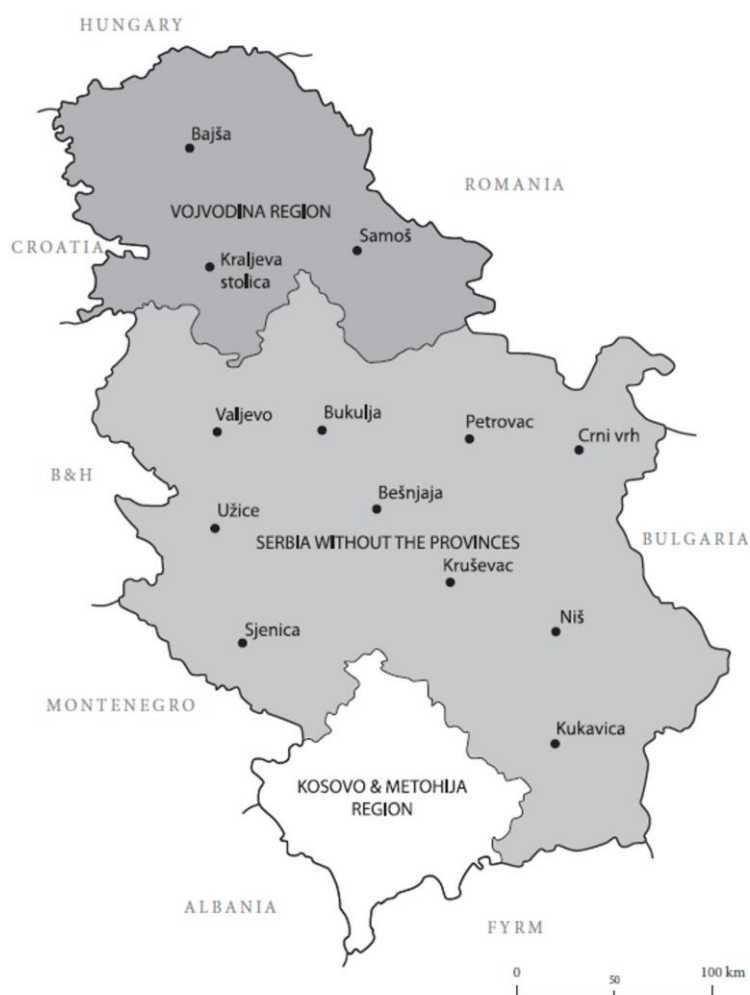 HUNGARY
Bajša
ROMANIA
VOJVODINA REGION
Samoš
CROATIA
Kraljeva
stolica
Valjevo
Bukulja
Petrovac
Crni vrh
B&H
Bešnjaja
Užice
SERBIA WITHOUT THE PROVINCES
BULGARIA
Kruševac
Niš
Sjenica
MONTENEGRO
Kukavica
KOSOVO & METOHIJA
REGION
ALBANIA
FYRM
0 50 100 km